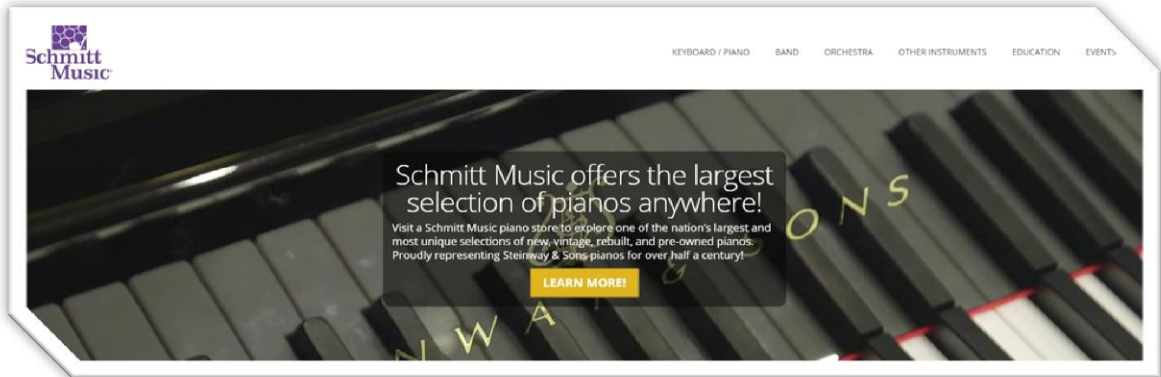 Schmitt
Music
KEYBOARD / PIANO BAND ORCHESTRA OTHER INSTRUMENTS EDUCATION EVENTS
Schmitt Music offers the largest
selection of pianos anywhere!
Visit a Schmitt Music piano store to explore one of the nation's largest and
most unique selections of new, vintage, rebuilt, and pre-owned pianos.
Proudly representing Steinway & Sons pianos for over half a century!
LEARN MORE!
NWAY & SONS